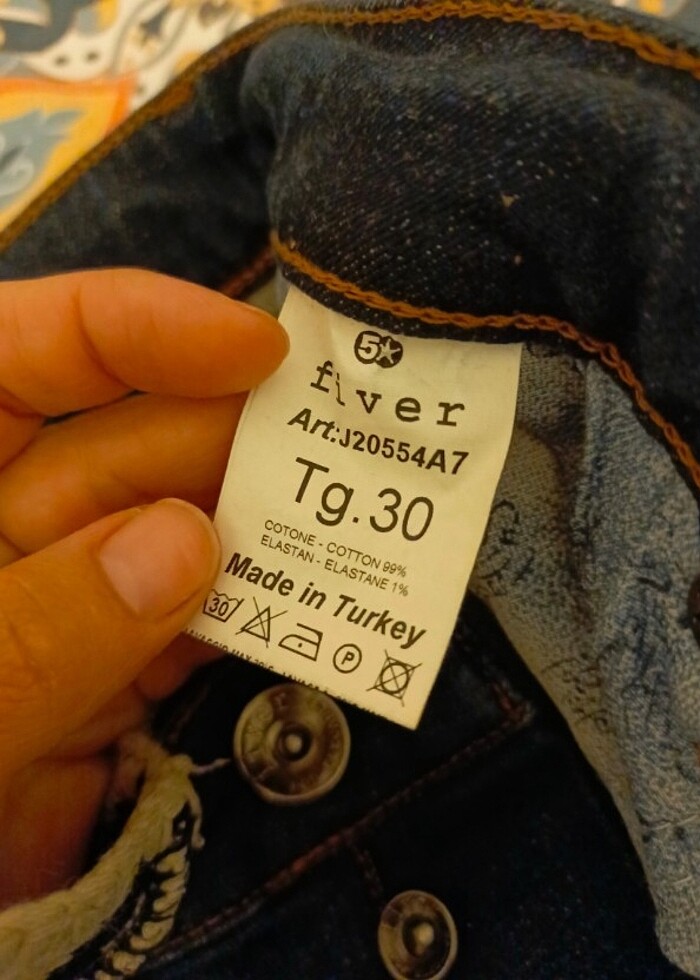 5
fiver
Art:J20554A7
Tg.30
COTONE - COTTON 99%
ELASTAN - ELASTANE 1%
Made in Turkey
30 P